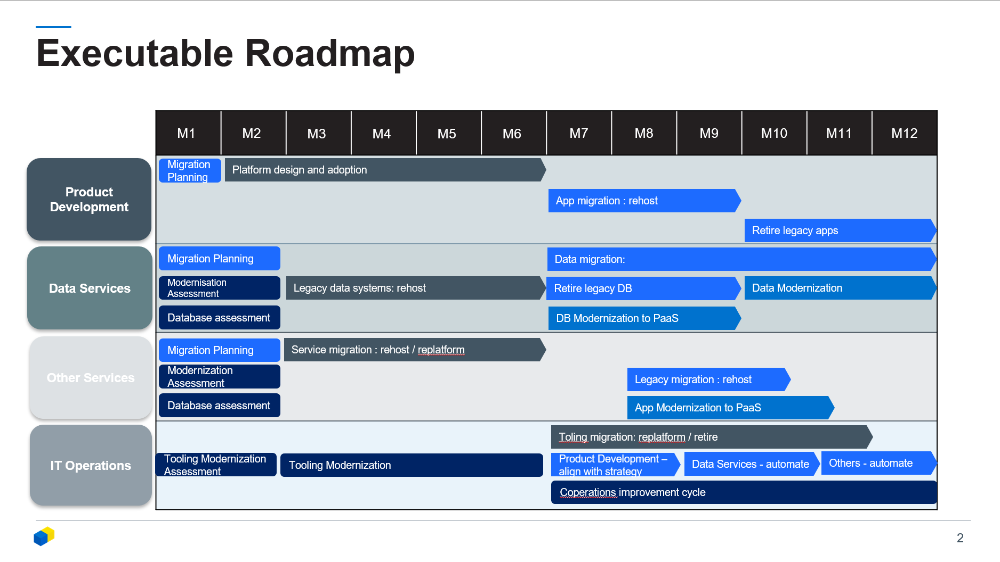 Executable Roadmap
M1 M2 M3 M4 M5 M6 M7 M8 M9 M10 M11 M12
Product
Development
Migration
Planning
Platform design and adoption
App migration : rehost
Retire legacy apps
Data Services
Migration Planning
Data migration:
Modernisation
Assessment
Legacy data systems: rehost
Retire legacy DB
Data Modernization
Database assessment
DB Modernization to PaaS
Other Services
Migration Planning
Service migration : rehost / replatform
Modernization
Assessment
Legacy migration : rehost
Database assessment
App Modernization to PaaS
IT Operations
Toling migration: replatform / retire
Tooling Modernization
Assessment
Tooling Modernization
Product Development –
align with strategy
Data Services - automate
Others - automate
Coperations improvement cycle
2